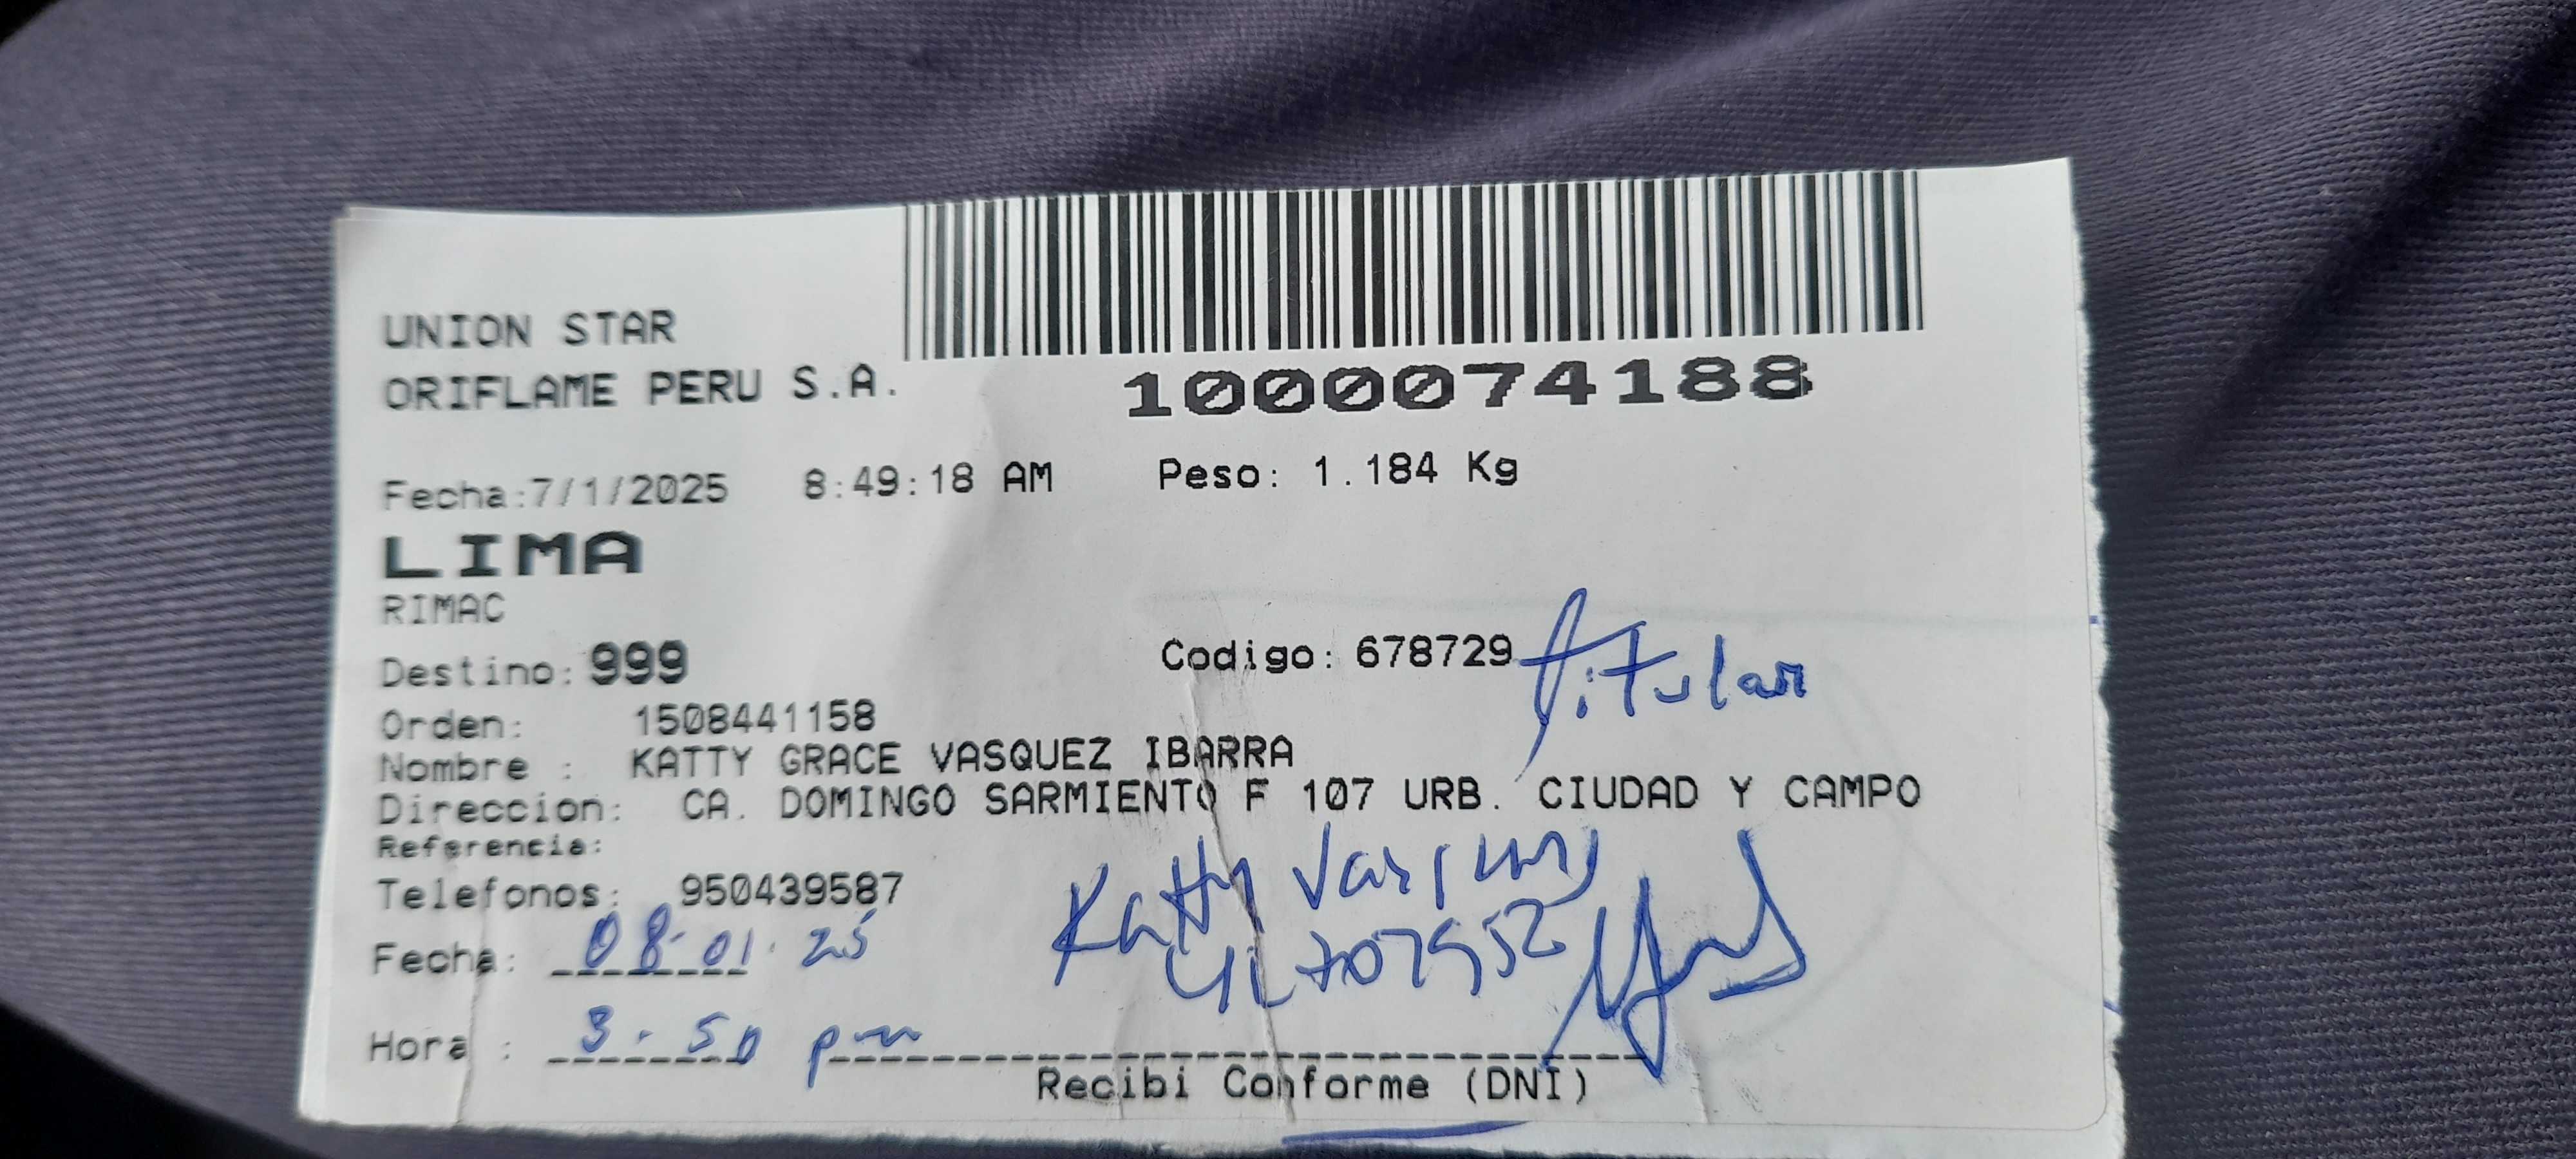 UNION STAR
ORIFLAME PERU S.A.
1000074188
Fecha:7/1/2025 8:49:18 AM Peso: 1.184 Kg
LIMA
RIMAC
Destino: 999 Codigo: 678729 titular
Orden: 1508441158
Nombre : KATTY GRACE VASQUEZ IBARRA
Direccion: CA. DOMINGO SARMIENTO F 107 URB. CIUDAD Y CAMPO
Referencia:
Telefonos: 950439587
Katty
Fecha: 08.01.25
Hora : 3.50 pm
Recibi Conforme (DNI)